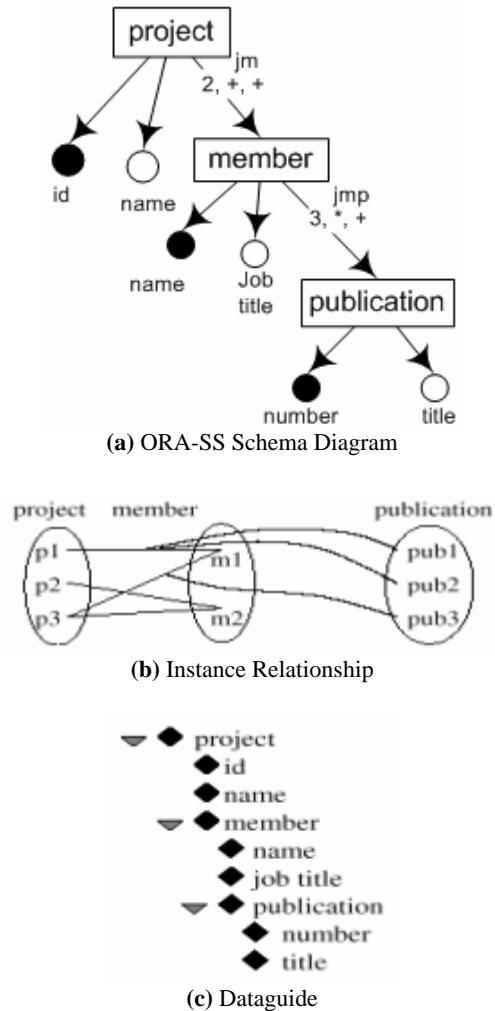 project
jm
2, +, +
id
name
member
jmp
3, *, +
name
Job
title
publication
number
title
(a) ORA-SS Schema Diagram
project member publication
p1 m1 pub1
p2 pub2
p3 m2 pub3
(b) Instance Relationship
project
id
name
member
name
job title
publication
number
title
(c) Dataguide